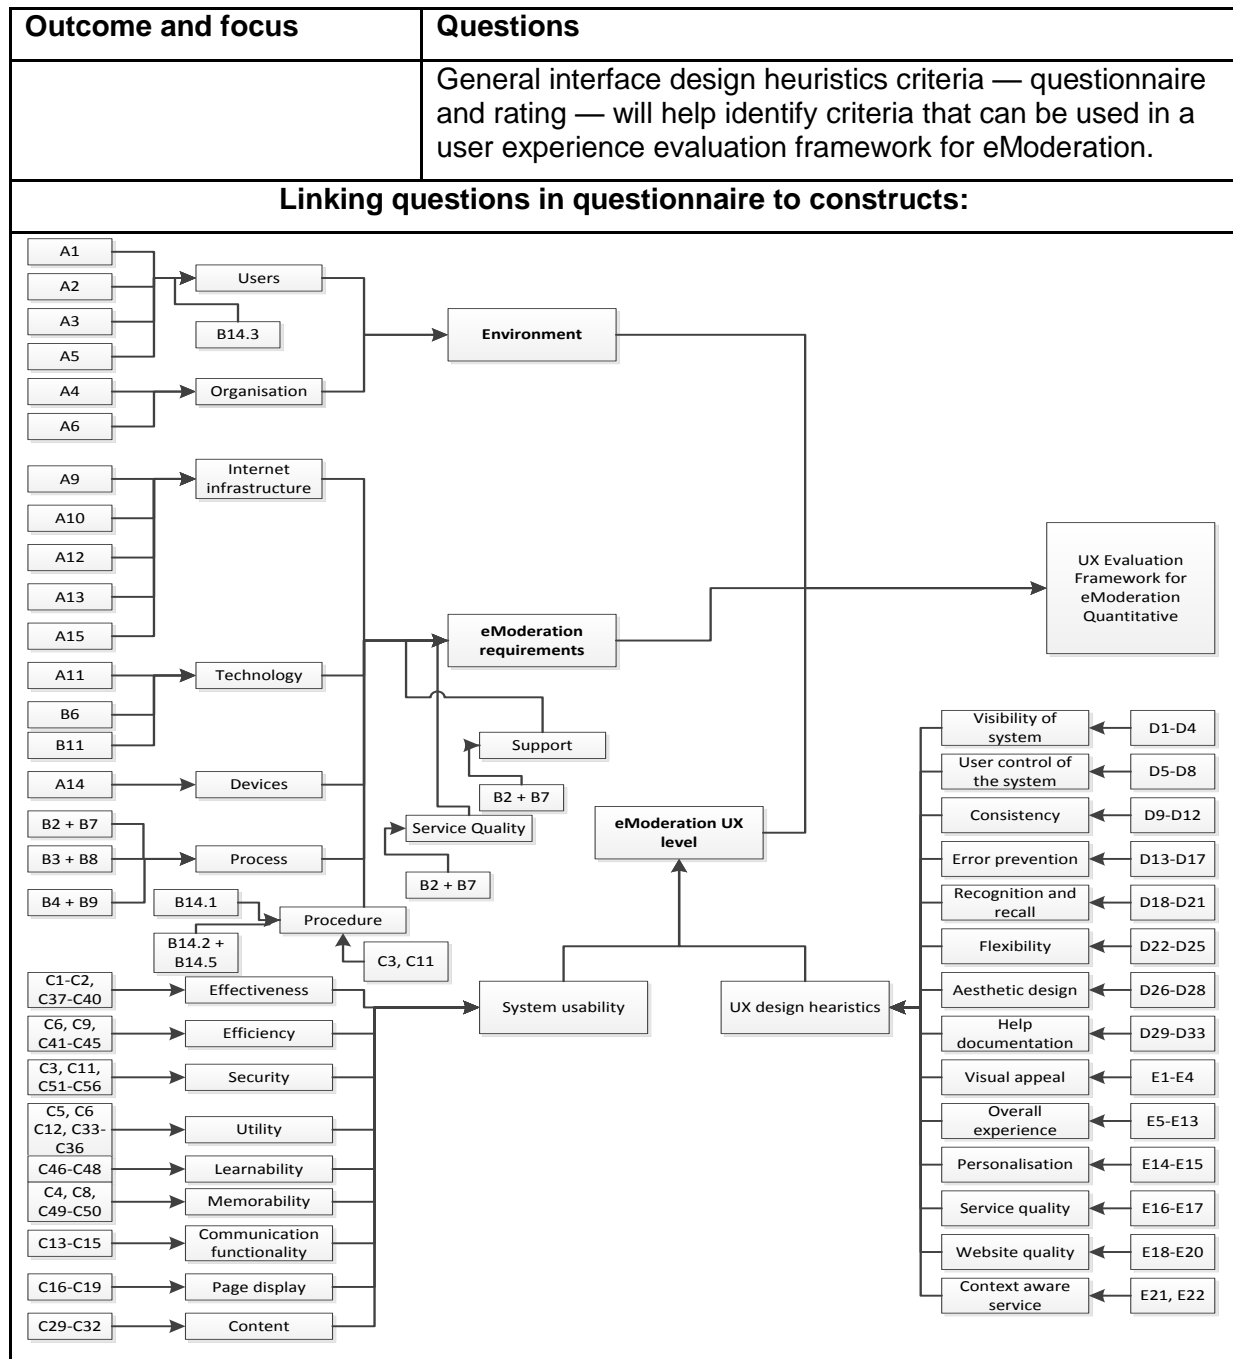 Outcome and focus
Questions
General interface design heuristics criteria — questionnaire
and rating — will help identify criteria that can be used in a
user experience evaluation framework for eModeration.
Linking questions in questionnaire to constructs:
A1
A2
A3
A5
A4
A6
Users
B14.3
Organisation
Environment
A9
A10
A12
A13
A15
Internet
infrastructure
A11
B6
B11
Technology
A14
Devices
B2 + B7
B3 + B8
B4 + B9
Process
B14.1
B14.2 +
B14.5
Procedure
C3, C11
eModeration
requirements
Support
B2 + B7
Service Quality
B2 + B7
UX Evaluation
Framework for
eModeration
Quantitative
eModeration UX
level
System usability
UX design hearistics
C1-C2,
C37-C40
Effectiveness
C6, C9,
C41-C45
Efficiency
C3, C11,
C51-C56
Security
C5, C6
C12, C33-
C36
Utility
C46-C48
Learnability
C4, C8,
C49-C50
Memorability
C13-C15
Communication
functionality
C16-C19
Page display
C29-C32
Content
Visibility of
system
D1-D4
User control of
the system
D5-D8
Consistency
D9-D12
Error prevention
D13-D17
Recognition and
recall
D18-D21
Flexibility
D22-D25
Aesthetic design
D26-D28
Help
documentation
D29-D33
Visual appeal
E1-E4
Overall
experience
E5-E13
Personalisation
E14-E15
Service quality
E16-E17
Website quality
E18-E20
Context aware
service
E21, E22